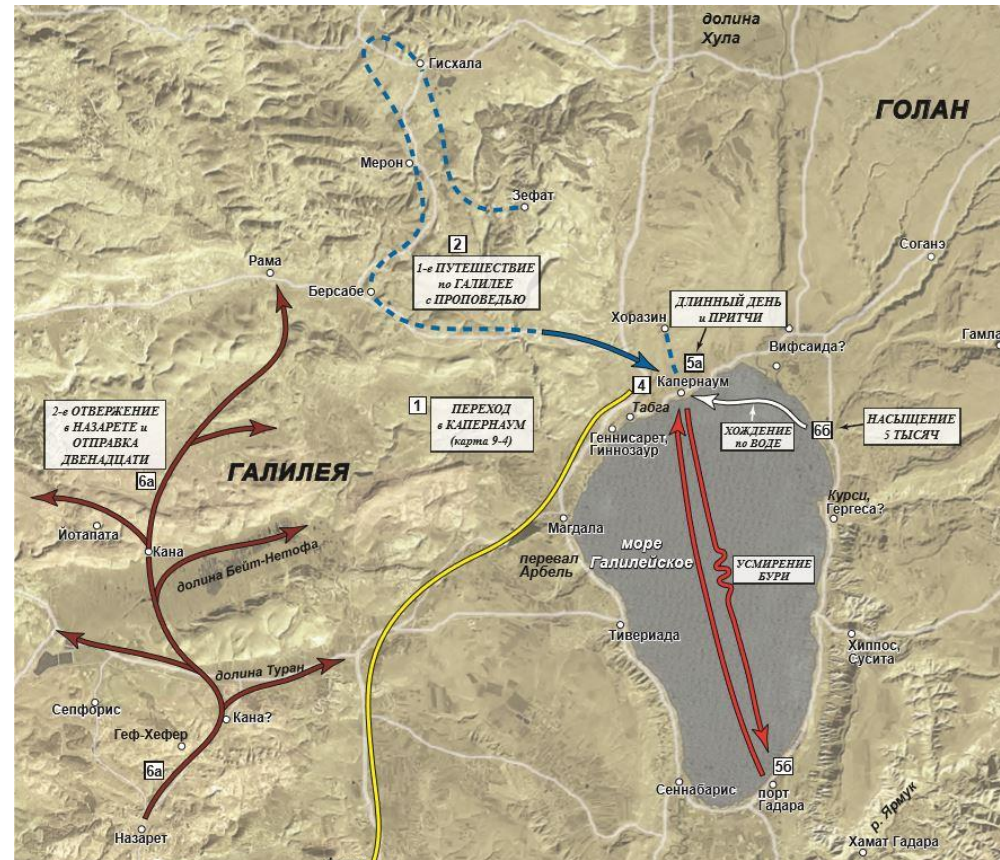 долина
Хула
Гисхала
ГОЛАН
Мерон
Зефат
Соганэ
2
1-е ПУТЕШЕСТВИЕ
по ГАЛИЛЕЕ
с ПРОПОВЕДЬЮ
Рама
Берсабе
ДЛИННЫЙ ДЕНЬ
и ПРИТЧИ
Хоразин
Вифсаида?
Гамла
5а
Капернаум
4
Табга
1
ПЕРЕХОД
в КАПЕРНАУМ
(карта 9-4)
2-е ОТВЕРЖЕНИЕ
в НАЗАРЕТЕ и
ОТПРАВКА
ДВЕНАДЦАТИ
6а
Геннисарет,
Гиннозаур
ХОЖДЕНИЕ
по ВОДЕ
6б
НАСЫЩЕНИЕ
5 ТЫСЯЧ
ГАЛИЛЕЯ
Курси,
Гергеса?
Йотапата
Кана
Магдала
долина Бейт-Нетофа
перевал
Арбель
море
Галилейское
УСМИРЕНИЕ
БУРИ
Тивериада
Хиппос,
Сусита
долина Туран
Сепфорис
Кана?
Геф-Хефер
6а
Назарет
5б
Сеннабарис
порт
Гадара
р. Ярмук
Хамат Гадара